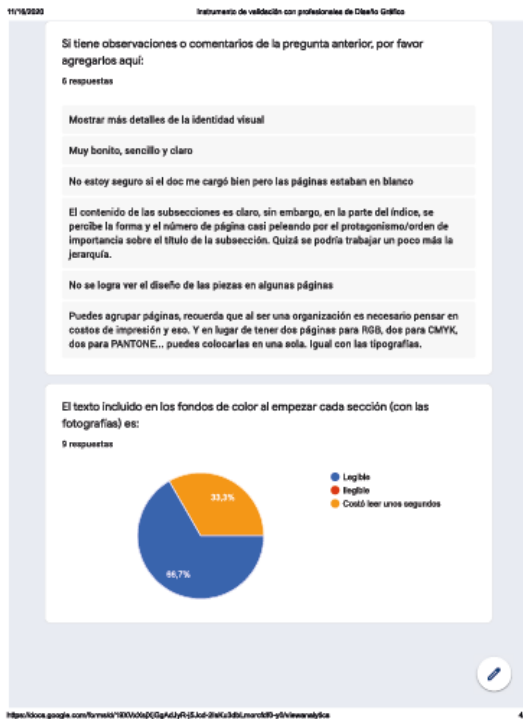 11/16/2020
Instrumento de validación con profesionales de Diseño Gráfico
Si tiene observaciones o comentarios de la pregunta anterior, por favor
agregarlos aquí:
6 respuestas
Mostrar más detalles de la identidad visual
Muy bonito, sencillo y claro
No estoy seguro si el doc me cargó bien pero las páginas estaban en blanco
El contenido de las subsecciones es claro, sin embargo, en la parte del índice, se
percibe la forma y el número de página casi peleando por el protagonismo/orden de
importancia sobre el título de la subsección. Quizá se podría trabajar un poco más la
jerarquía.
No se logra ver el diseño de las piezas en algunas páginas
Puedes agrupar páginas, recuerda que al ser una organización es necesario pensar en
costos de impresión y eso. Y en lugar de tener dos páginas para RGB, dos para CMYK,
dos para PANTONE... puedes colocarlas en una sola. Igual con las tipografías.
El texto incluido en los fondos de color al empezar cada sección (con las
fotografías) es:
9 respuestas
Legible
Ilegible
Costó leer unos segundos
33,3%
66,7%
4